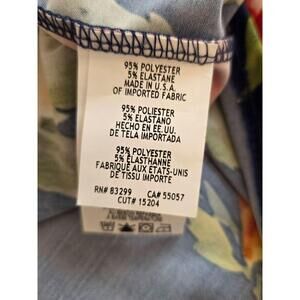 95% POLYESTER
5% ELASTANE
MADE IN U.S.A.
OF IMPORTED FABRIC
95% POLIESTER
5% ELASTANO
HECHO EN EE.UU.
DE TELA IMPORTADA
95% POLYESTER
5% ELASTHANNE
FABRIQUE AUX ETATS-UNIS
DE TISSU IMPORTE
RN# 83299 CA# 55057
CUT# 15204